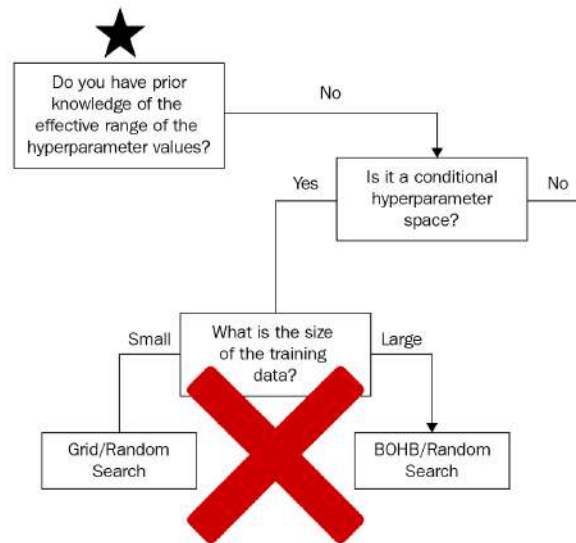 Do you have prior
knowledge of the
effective range of the
hyperparameter values?
No
Is it a conditional
hyperparameter
space?
Yes
No
What is the size
of the training
data?
Small
Large
Grid/Random
Search
BOHB/Random
Search